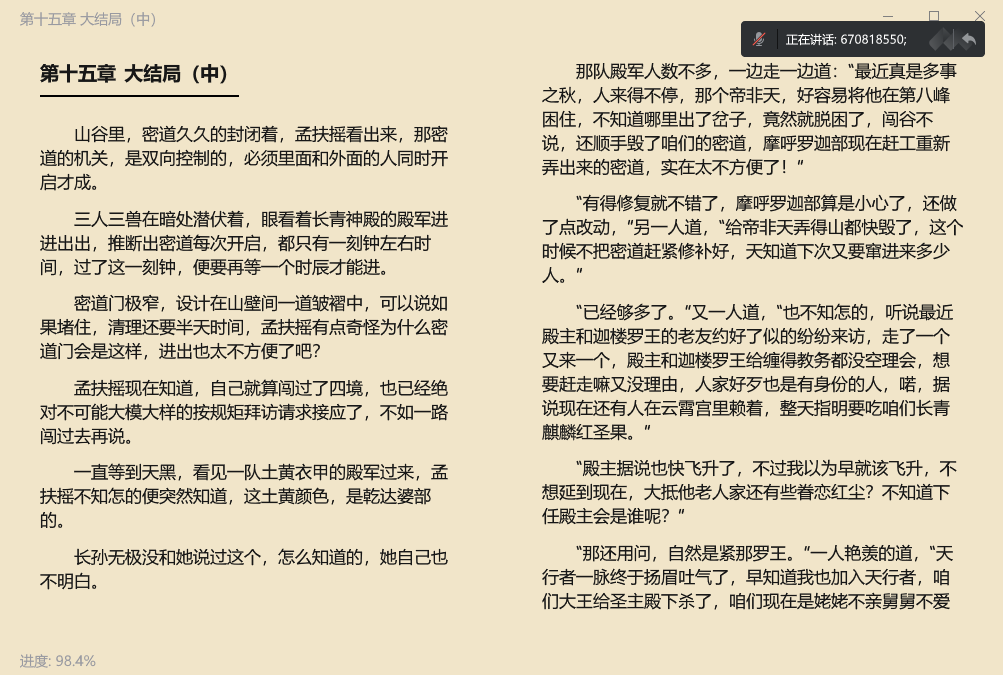 第十五章 大结局（中）
正在讲话: 670818550;
第十五章 大结局（中）
山谷里，密道久久的封闭着，孟扶摇看出来，那密
道的机关，是双向控制的，必须里面和外面的人同时开
启才成。
三人三兽在暗处潜伏着，眼看着长青神殿的殿军进
进出出，推断出密道每次开启，都只有一刻钟左右时
间，过了这一刻钟，便要再等一个时辰才能进。
密道门极窄，设计在山壁间一道皱褶中，可以说如
果堵住，清理还要半天时间，孟扶摇有点奇怪为什么密
道门会是这样，进出也太不方便了吧？
孟扶摇现在知道，自己就算闯过了四境，也已经绝
对不可能大模大样的按规矩拜访请求接应了，不如一路
闯过去再说。
一直等到天黑，看见一队土黄衣甲的殿军过来，孟
扶摇不知怎的便突然知道，这土黄颜色，是乾达婆部
的。
长孙无极没和她说过这个，怎么知道的，她自己也
不明白。
那队殿军人数不多，一边走一边道：“最近真是多事
之秋，人来得不停，那个帝非天，好容易将他在第八峰
困住，不知道哪里出了岔子，竟然就脱困了，闯谷不
说，还顺手毁了咱们的密道，摩呼罗迦部现在赶工重新
弄出来的密道，实在太不方便了！”
“有得修复就不错了，摩呼罗迦部算是小心了，还做
了点改动，”另一人道，“给帝非天弄得山都快毁了，这个
时候不把密道赶紧修补好，天知道下次又要窜进来多少
人。”
“已经够多了。”又一人道，“也不知怎的，听说最近
殿主和迦楼罗王的老友约好了似的纷纷来访，走了一个
又来一个，殿主和迦楼罗王给缠得教务都没空理会，想
要赶走嘛又没理由，人家好歹也是有身份的人，喏，据
说现在还有人在云霄宫里赖着，整天指明要吃咱们长青
麒麟红圣果。”
“殿主据说也快飞升了，不过我以为早就该飞升，不
想延到现在，大抵他老人家还有些眷恋红尘？不知道下
任殿主会是谁呢？”
“那还用问，自然是紧那罗王。”一人艳羡的道，“天
行者一脉终于扬眉吐气了，早知道我也加入天行者，咱
们大王给圣主殿下杀了，咱们现在是姥姥不亲舅舅不爱
进度: 98.4%